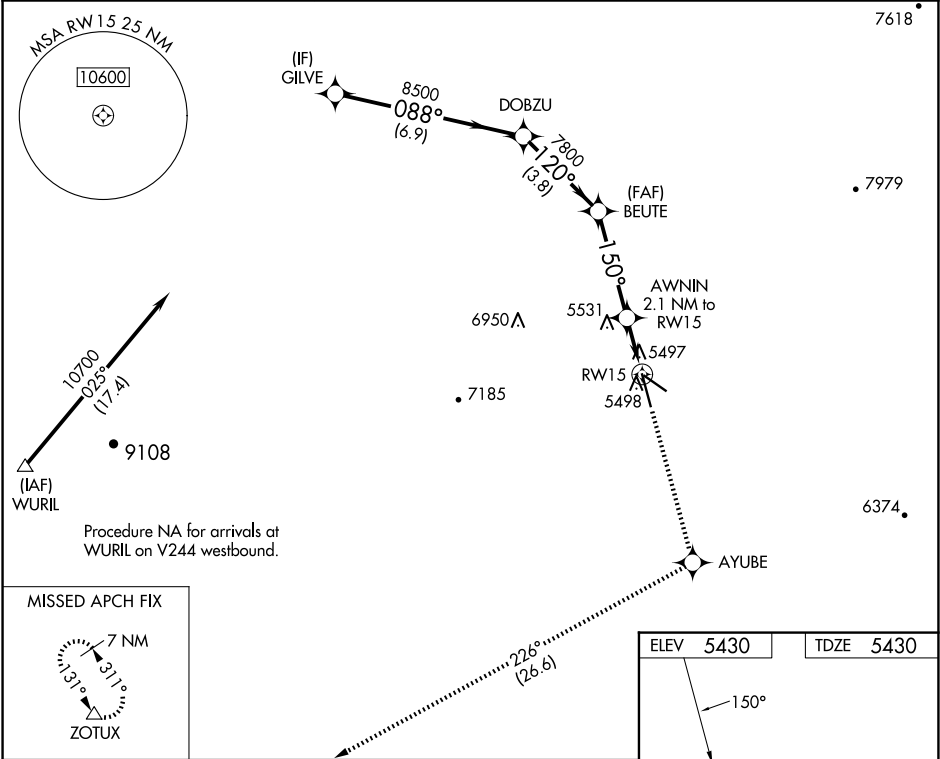 MSA RW15 25 NM
10600
(IF)
GILVE
8500
088°
(6.9)
DOBZU
7800
120°
(3.8)
(FAF)
BEUTE
150°
AWNIN
2.1 NM to
RW15
7618
7979
6950
5531
5497
RW15
5498
7185
10700
025°
(17.4)
9108
(IAF)
WURIL
Procedure NA for arrivals at
WURIL on V244 westbound.
6374
AYUBE
226°
(26.6)
MISSED APCH FIX
7 NM
131°
311°
ZOTUX
ELEV 5430
TDZE 5430
150°